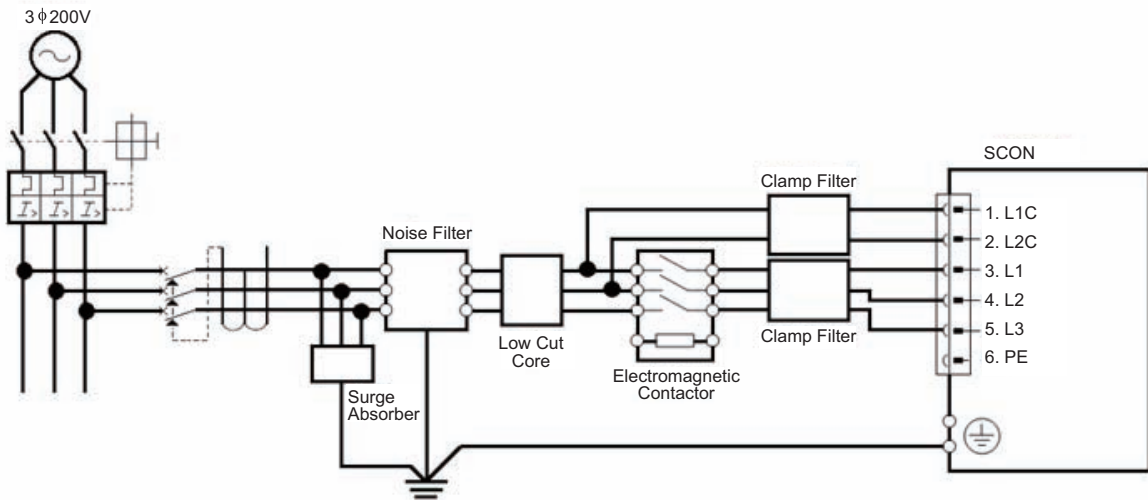 3ϕ200V
SCON
Clamp Filter
1. L1C
2. L2C
3. L1
4. L2
5. L3
6. PE
Noise Filter
I> I> I>
Low Cut
Core
Clamp Filter
Electromagnetic
Contactor
Surge
Absorber